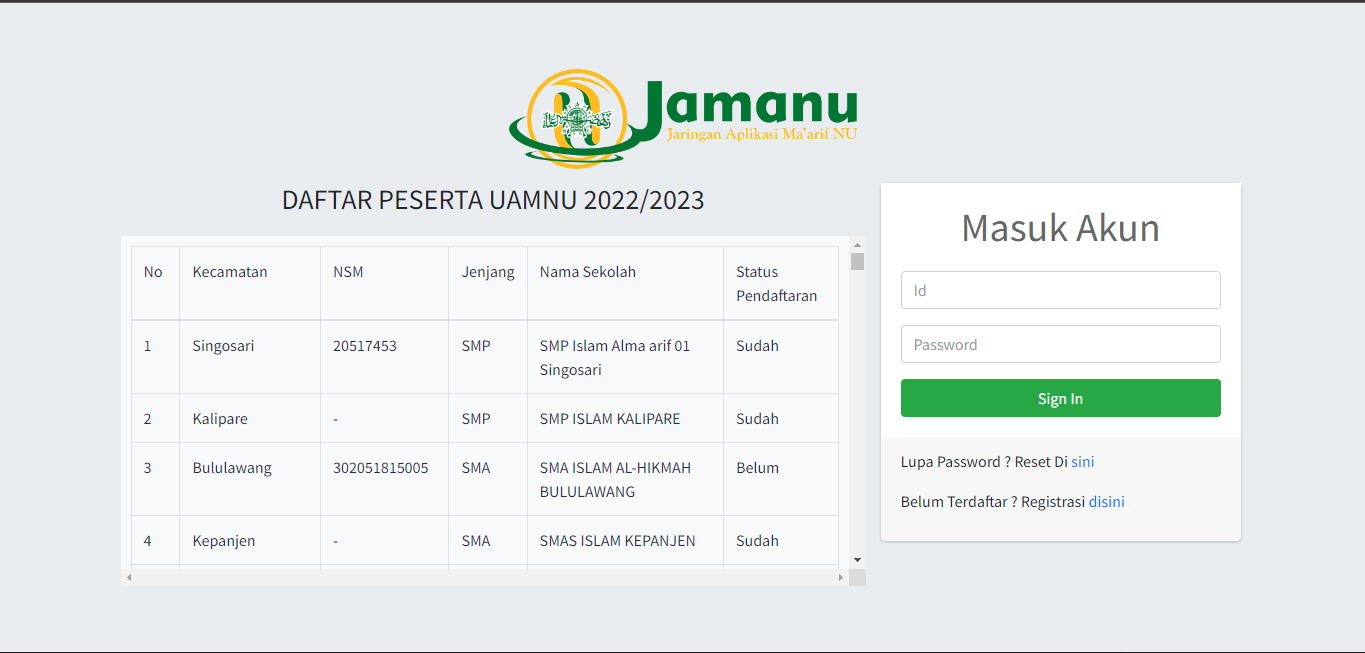 Jamanu
Jaringan Aplikasi Ma'arif NU
DAFTAR PESERTA UAMNU 2022/2023
No Kecamatan NSM Jenjang Nama Sekolah Status
Pendaftaran
1 Singosari 20517453 SMP SMP Islam Alma arif 01 Sudah
Singosari
2 Kalipare - SMP SMP ISLAM KALIPARE Sudah
3 Bululawang 302051815005 SMA SMA ISLAM AL-HIKMAH Belum
BULULAWANG
4 Kepanjen - SMA SMAS ISLAM KEPANJEN Sudah
Masuk Akun
Id
Password
Sign In
Lupa Password ? Reset Di sini
Belum Terdaftar ? Registrasi disini